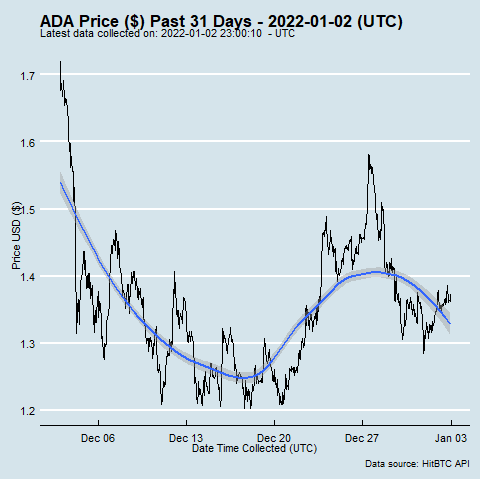 ADA Price ($) Past 31 Days - 2022-01-02 (UTC)
Latest data collected on: 2022-01-02 23:00:10 - UTC
1.7
1.6
1.5
1.4
1.3
1.2
Price USD ($)
Dec 06 Dec 13 Dec 20 Dec 27 Jan 03
Date Time Collected (UTC)
Data source: HitBTC API